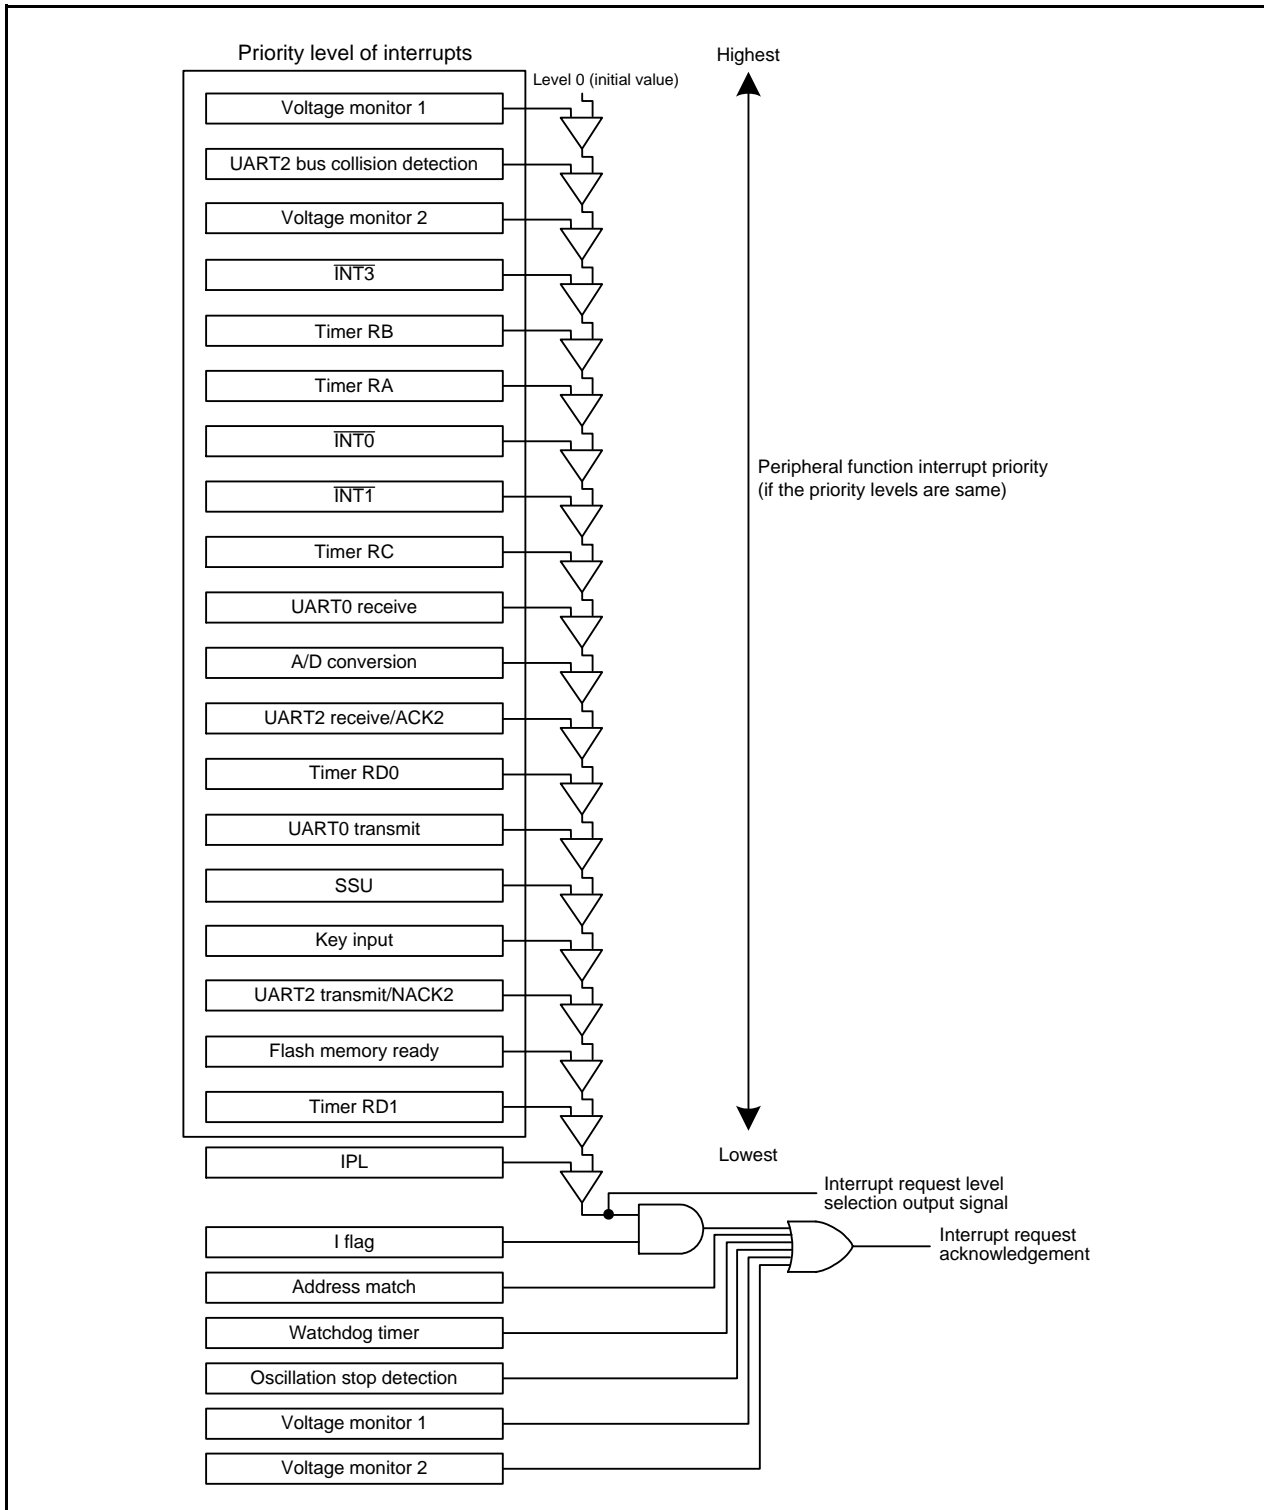 Priority level of interrupts
Highest
Level 0 (initial value)
Voltage monitor 1
UART2 bus collision detection
Voltage monitor 2
I̅N̅T̅3̅
Timer RB
Timer RA
I̅N̅T̅0̅
Peripheral function interrupt priority
(if the priority levels are same)
I̅N̅T̅1̅
Timer RC
UART0 receive
A/D conversion
UART2 receive/ACK2
Timer RD0
UART0 transmit
SSU
Key input
UART2 transmit/NACK2
Flash memory ready
Timer RD1
Lowest
IPL
Interrupt request level
selection output signal
I flag
Interrupt request
acknowledgement
Address match
Watchdog timer
Oscillation stop detection
Voltage monitor 1
Voltage monitor 2